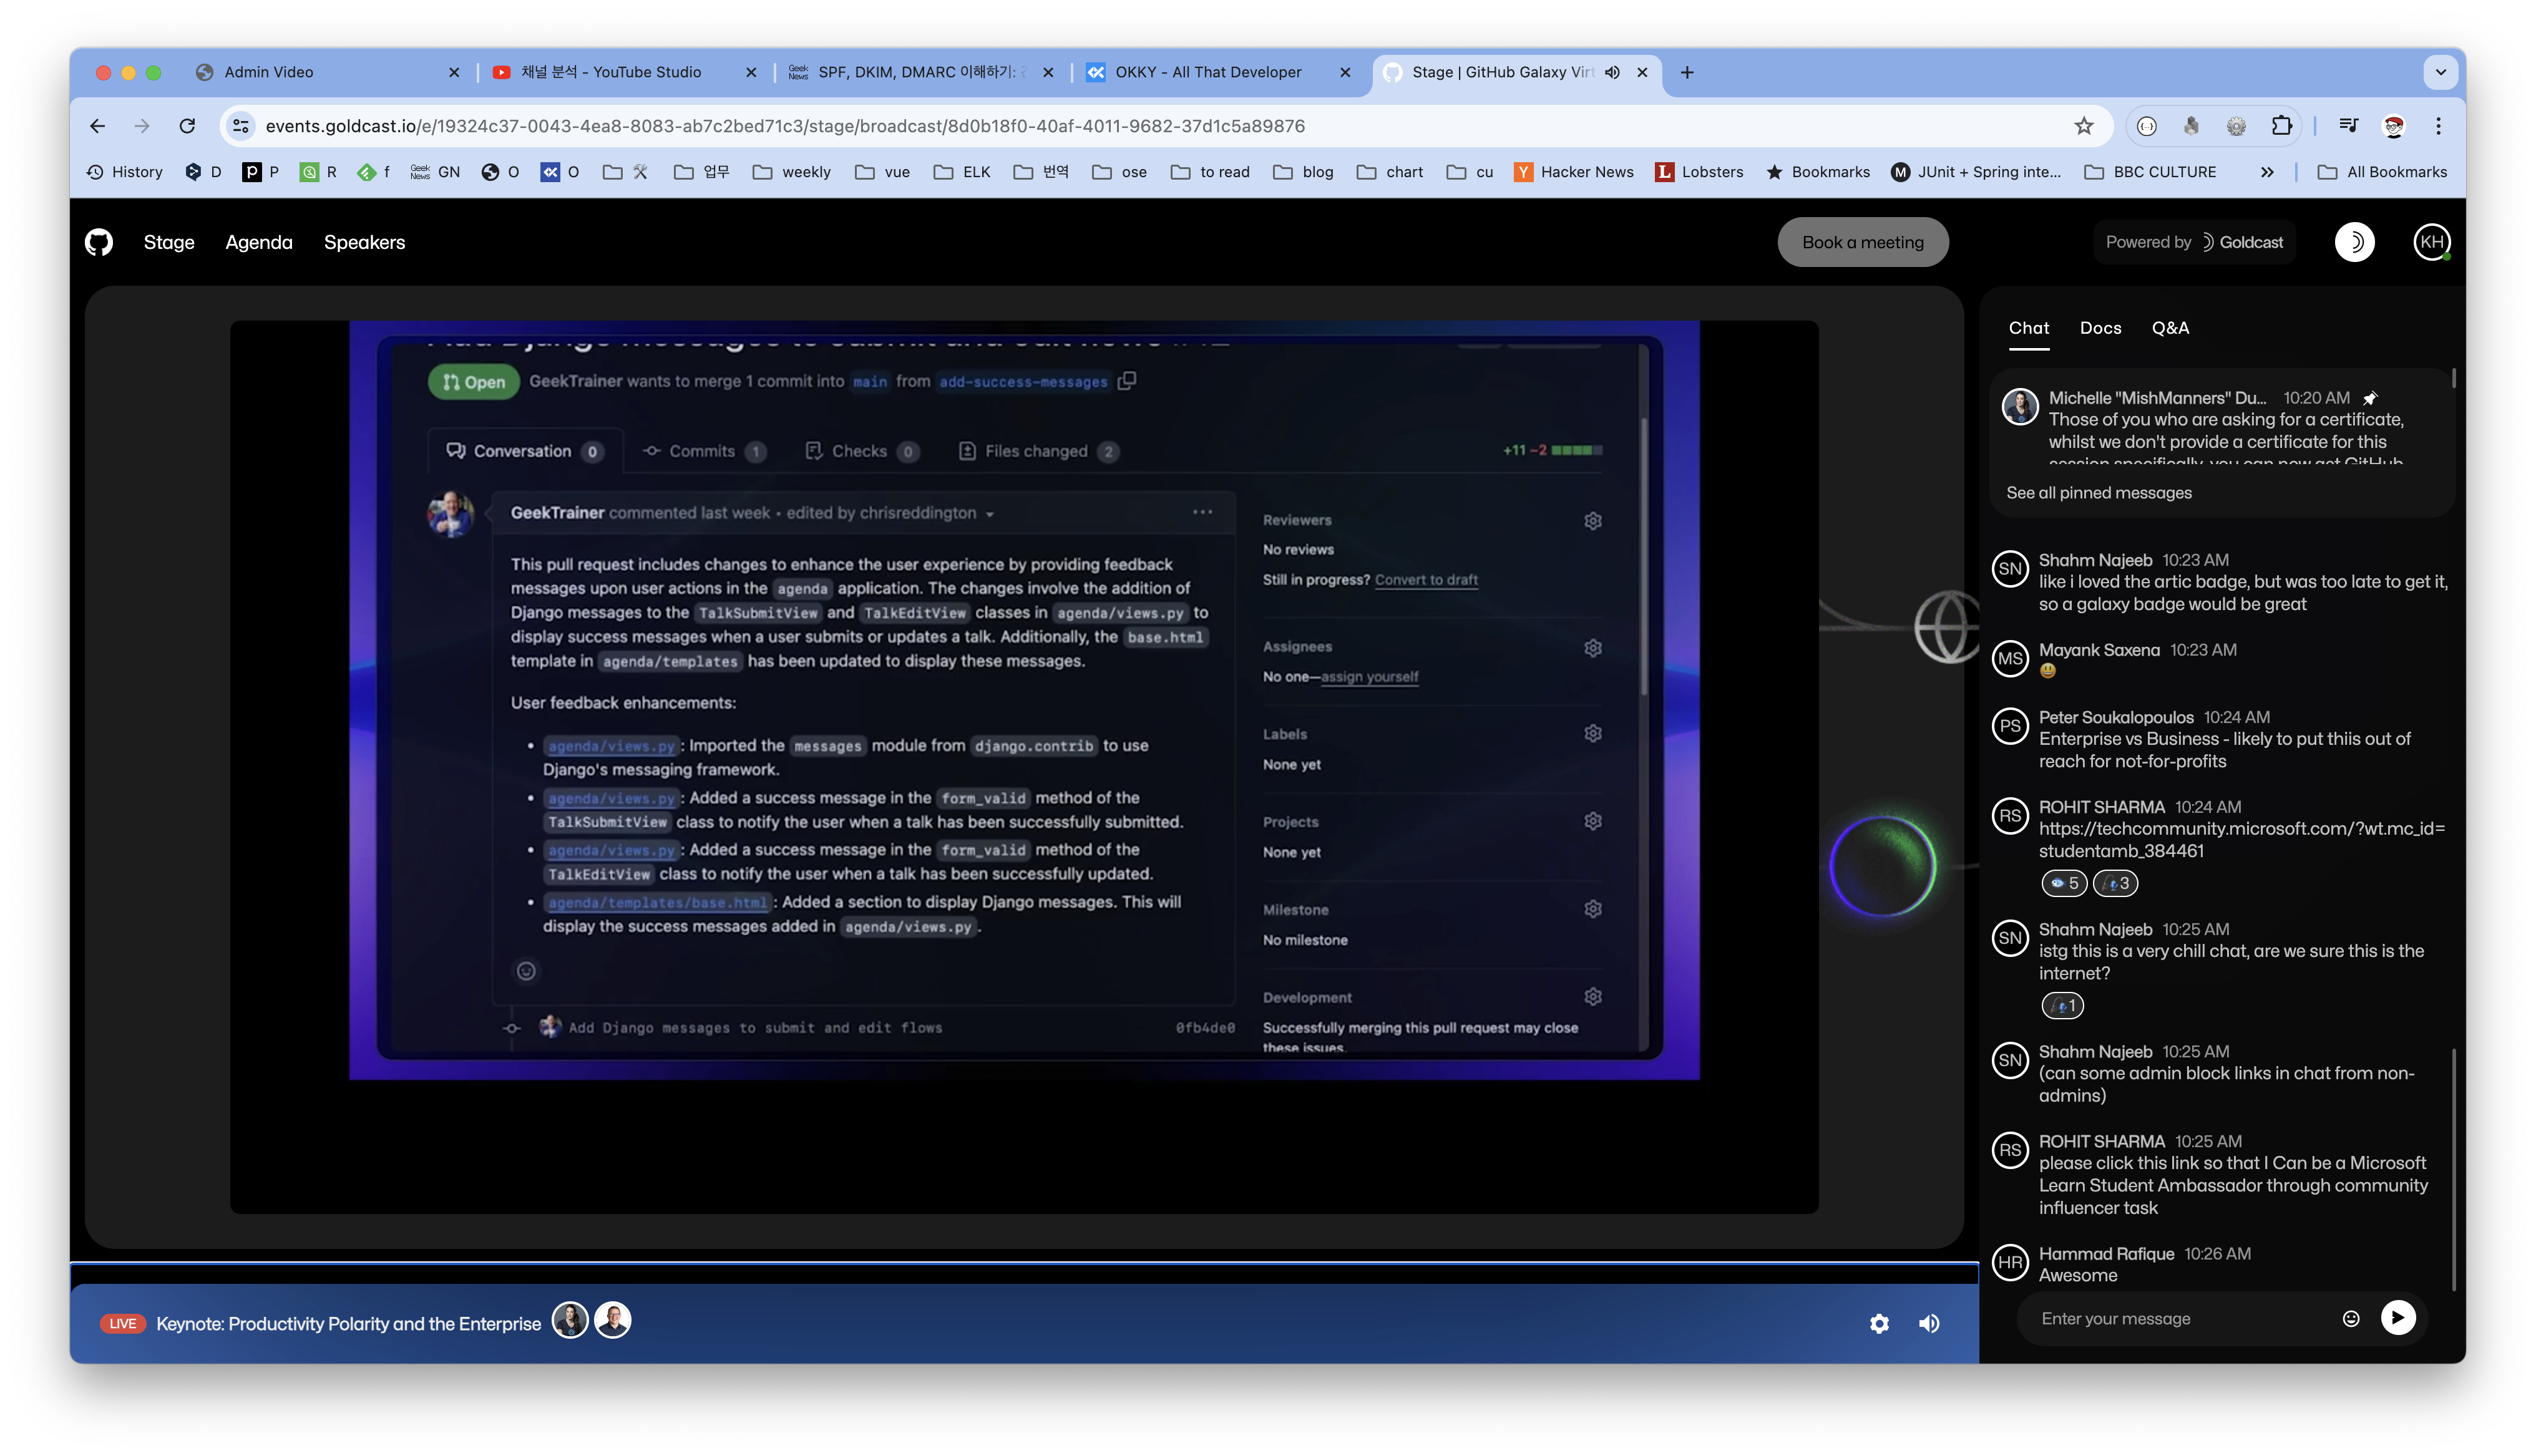 Admin Video
채널 분석 - YouTube Studio
Geek News
SPF, DKIM, DMARC 이해하기:
OKKY - All That Developer
Stage | GitHub Galaxy Virt
events.goldcast.io/e/19324c37-0043-4ea8-8083-ab7c2bed71c3/stage/broadcast/8d0b18f0-40af-4011-9682-37d1c5a89876
History
D
P
R
f
Geek News GN
O
O
업무
weekly
vue
ELK
번역
ose
to read
blog
chart
cu
Hacker News
Lobsters
Bookmarks
JUnit + Spring inte...
BBC CULTURE
All Bookmarks
Stage
Agenda
Speakers
Book a meeting
Powered by Goldcast
KH
Open
GeekTrainer wants to merge 1 commit into main from add-success-messages
Conversation 0
Commits 1
Checks 0
Files changed 2
+11 −2
GeekTrainer commented last week • edited by chrisreddington
This pull request includes changes to enhance the user experience by providing feedback
messages upon user actions in the agenda application. The changes involve the addition of
Django messages to the TalkSubmitView and TalkEditView classes in agenda/views.py to
display success messages when a user submits or updates a talk. Additionally, the base.html
template in agenda/templates has been updated to display these messages.
User feedback enhancements:
• agenda/views.py: Imported the messages module from django.contrib to use
Django's messaging framework.
• agenda/views.py: Added a success message in the form_valid method of the
TalkSubmitView class to notify the user when a talk has been successfully submitted.
• agenda/views.py: Added a success message in the form_valid method of the
TalkEditView class to notify the user when a talk has been successfully updated.
• agenda/templates/base.html: Added a section to display Django messages. This will
display the success messages added in agenda/views.py.
Add Django messages to submit and edit flows
0fb4de0
Reviewers
No reviews
Still in progress? Convert to draft
Assignees
No one—assign yourself
Labels
None yet
Projects
None yet
Milestone
No milestone
Development
Successfully merging this pull request may close
these issues.
LIVE
Keynote: Productivity Polarity and the Enterprise
Chat
Docs
Q&A
Michelle "MishManners" Du... 10:20 AM
Those of you who are asking for a certificate,
whilst we don't provide a certificate for this
session specifically, you can now get GitHub
See all pinned messages
SN
Shahm Najeeb 10:23 AM
like i loved the artic badge, but was too late to get it,
so a galaxy badge would be great
MS
Mayank Saxena 10:23 AM
😃
PS
Peter Soukalopoulos 10:24 AM
Enterprise vs Business - likely to put thiis out of
reach for not-for-profits
RS
ROHIT SHARMA 10:24 AM
https://techcommunity.microsoft.com/?wt.mc_id=
studentamb_384461
5
3
SN
Shahm Najeeb 10:25 AM
istg this is a very chill chat, are we sure this is the
internet?
1
SN
Shahm Najeeb 10:25 AM
(can some admin block links in chat from non-
admins)
RS
ROHIT SHARMA 10:25 AM
please click this link so that I Can be a Microsoft
Learn Student Ambassador through community
influencer task
HR
Hammad Rafique 10:26 AM
Awesome
Enter your message